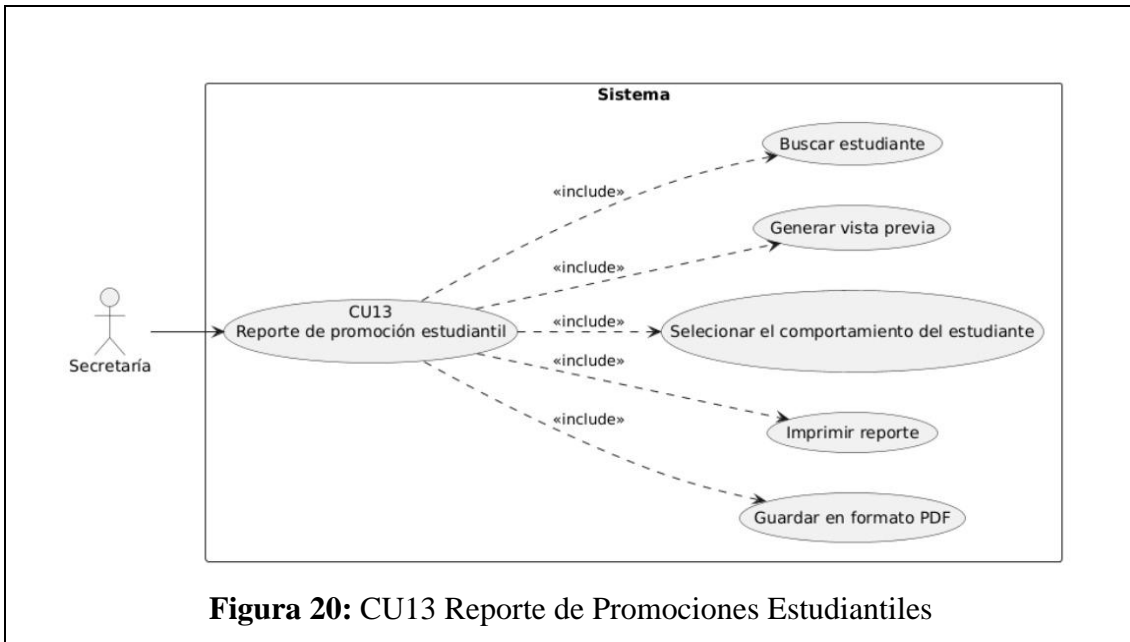 Sistema
Buscar estudiante
«include»
Generar vista previa
«include»
CU13
Reporte de promoción estudiantil
«include»
Selecionar el comportamiento del estudiante
Secretaría
«include»
Imprimir reporte
«include»
Guardar en formato PDF
Figura 20: CU13 Reporte de Promociones Estudiantiles